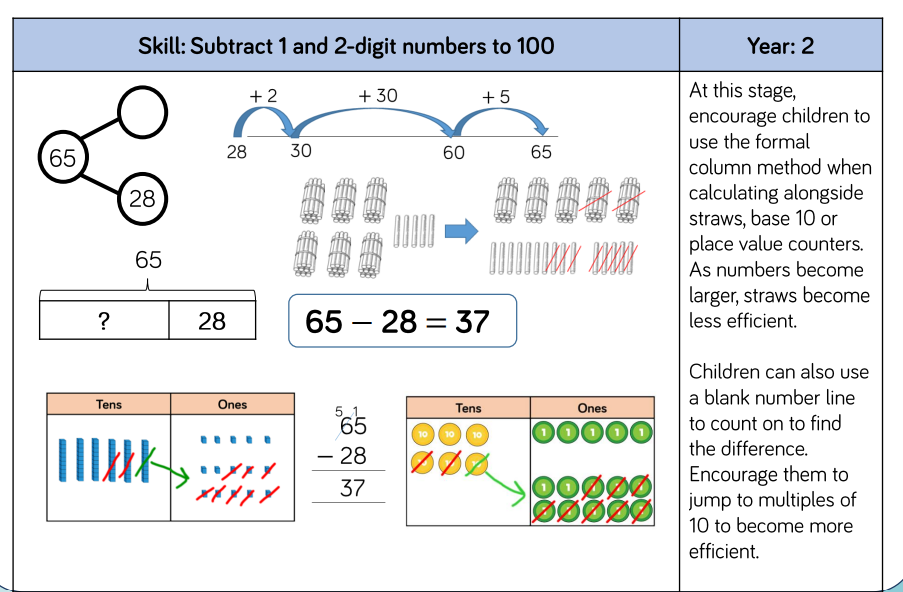 Skill: Subtract 1 and 2-digit numbers to 100
Year: 2
65
28
+ 2
+ 30
+ 5
28
30
60
65
65
?
28
65 – 28 = 37
Tens
Ones
5 1
65
– 28
37
Tens
Ones
10 10 10
1 1 1 1 1
1 1 1 1 1
1 1 1 1 1
At this stage,
encourage children to
use the formal
column method when
calculating alongside
straws, base 10 or
place value counters.
As numbers become
larger, straws become
less efficient.
Children can also use
a blank number line
to count on to find
the difference.
Encourage them to
jump to multiples of
10 to become more
efficient.